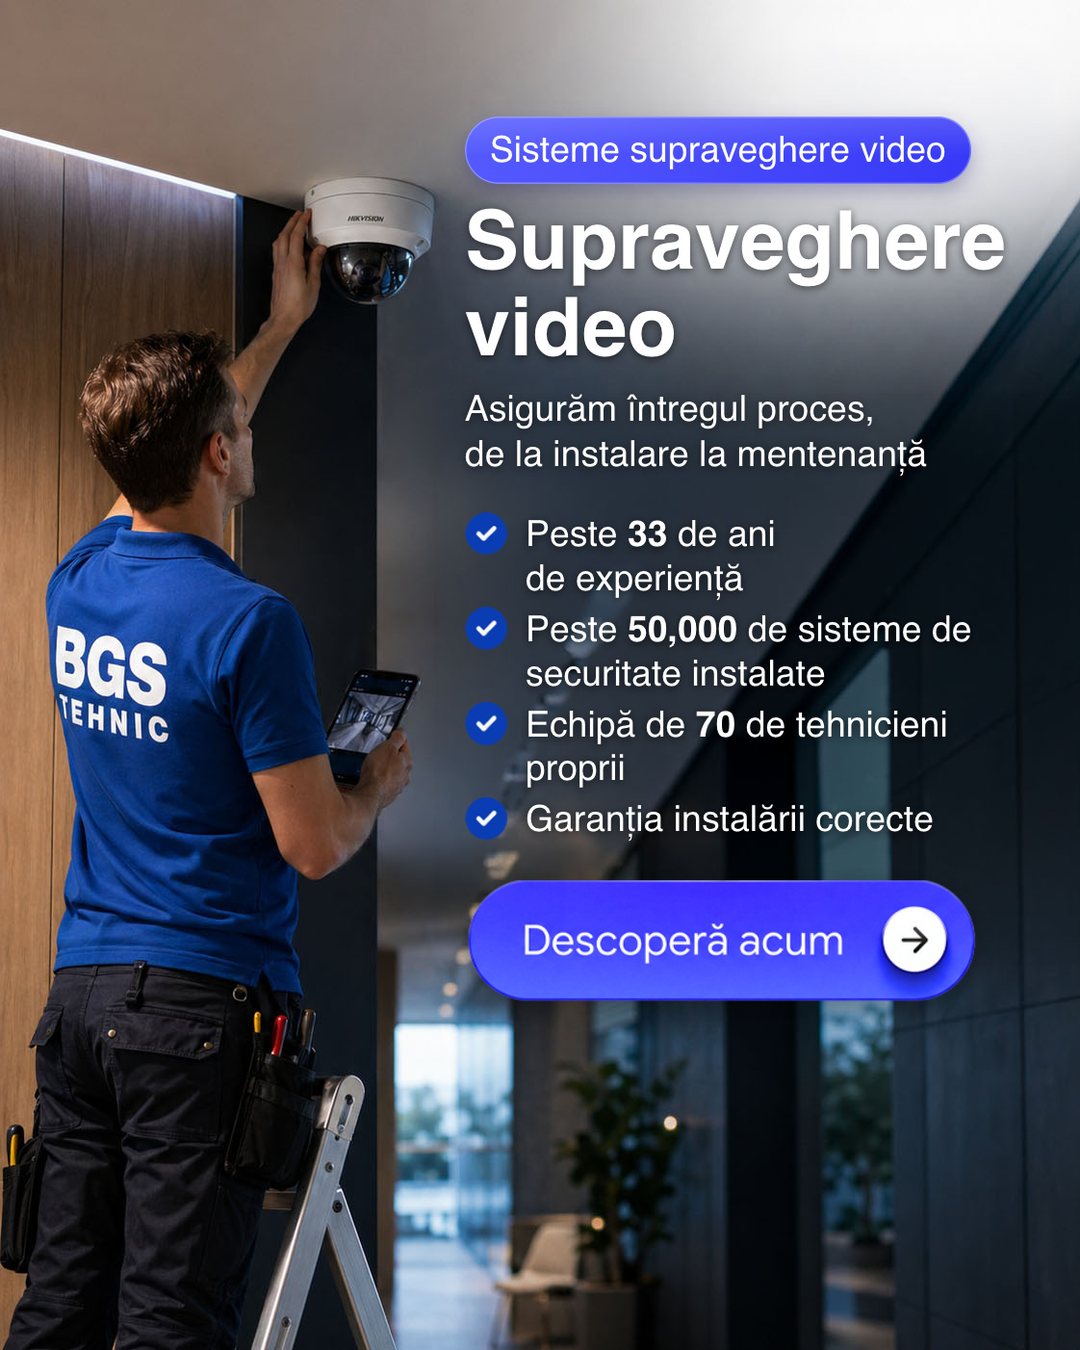 Sisteme supraveghere video
HIKVISION
Supraveghere
video
Asigurăm întregul proces,
de la instalare la mentenanță
Peste 33 de ani
de experiență
Peste 50,000 de sisteme de
securitate instalate
Echipă de 70 de tehnicieni
proprii
Garanția instalării corecte
BGS
TEHNIC
Descoperă acum